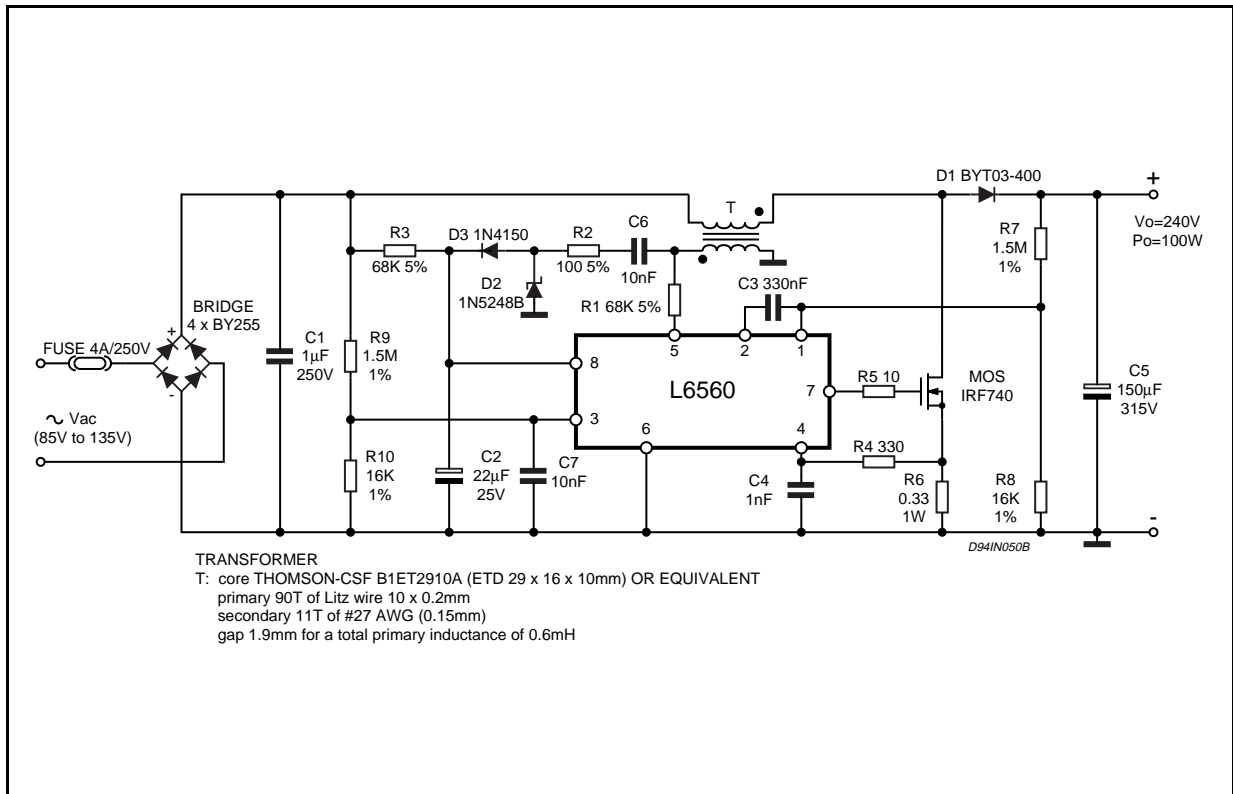 D1 BYT03-400
+
T
Vo=240V
Po=100W
R3
68K 5%
D3 1N4150
R2
100 5%
C6
10nF
R7
1.5M
1%
D2
1N5248B
C3 330nF
R1 68K 5%
BRIDGE
4 x BY255
+
-
FUSE 4A/250V
C1
1µF
250V
R9
1.5M
1%
5
2
1
8
L6560
7
3
6
4
R5 10
MOS
IRF740
C5
150µF
315V
~ Vac
(85V to 135V)
R10
16K
1%
C2
22µF
25V
C7
10nF
C4
1nF
R4 330
R6
0.33
1W
R8
16K
1%
-
D94IN050B
TRANSFORMER
T: core THOMSON-CSF B1ET2910A (ETD 29 x 16 x 10mm) OR EQUIVALENT
primary 90T of Litz wire 10 x 0.2mm
secondary 11T of #27 AWG (0.15mm)
gap 1.9mm for a total primary inductance of 0.6mH